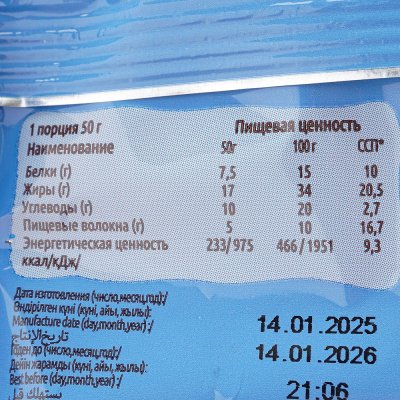 1 порция 50 г Пищевая ценность
Наименование 50г 100 г ССП*
Белки (г) 7,5 15 10
Жиры (г) 17 34 20,5
Углеводы (г) 10 20 2,7
Пищевые волокна (г) 5 10 16,7
Энергетическая ценность 233/ 975 466 / 1951 9,3
ккал/кДж/
Дата изготовления (число,месяц,год):/
Өндірілген күні (күні, айы, жылы):
Manufacture date (day,month,year) :/ 14.01.2025
تاريخ الإنتاج
Годен до (число,месяц,год):/ 14.01.2026
Дейін жарамды (күні, айы, жылы):
Best before (day,month,year) :/ 21:06